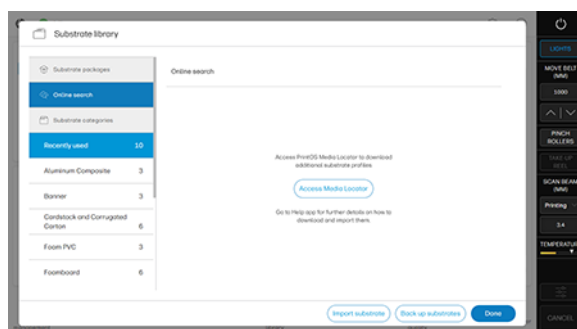 Substrate library
Substrate packages
Online search
Substrate categories
Recently used 10
Aluminum Composite 3
Banner 3
Cardstock and Corrugated
Carton 6
Foam PVC 3
Foamboard 6
Online search
Access PrintOS Media Locator to download
additional substrate profiles.
Access Media Locator
Go to Help app for further details on how to
download and import them.
Import substrate
Back up substrates
Done
LIGHTS
MOVE BELT
(MM)
1000
PINCH
ROLLERS
TAKE UP
REEL
SCAN BEAM
(MM)
Printing
3.4
TEMPERATUR
CANCEL